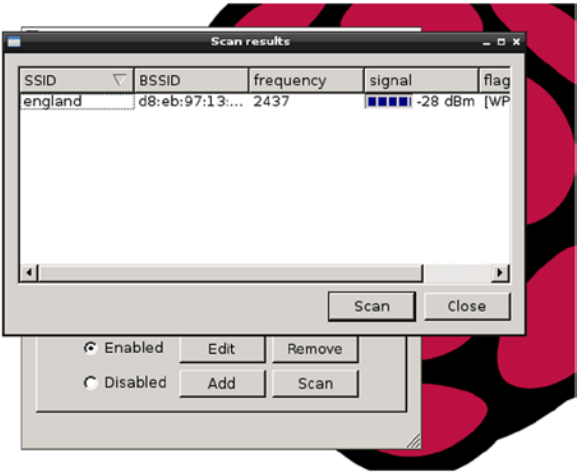 Scan results
SSID BSSID frequency signal flag
england d8:eb:97:13:... 2437 -28 dBm [WP
Scan Close
Enabled Edit Remove
Disabled Add Scan